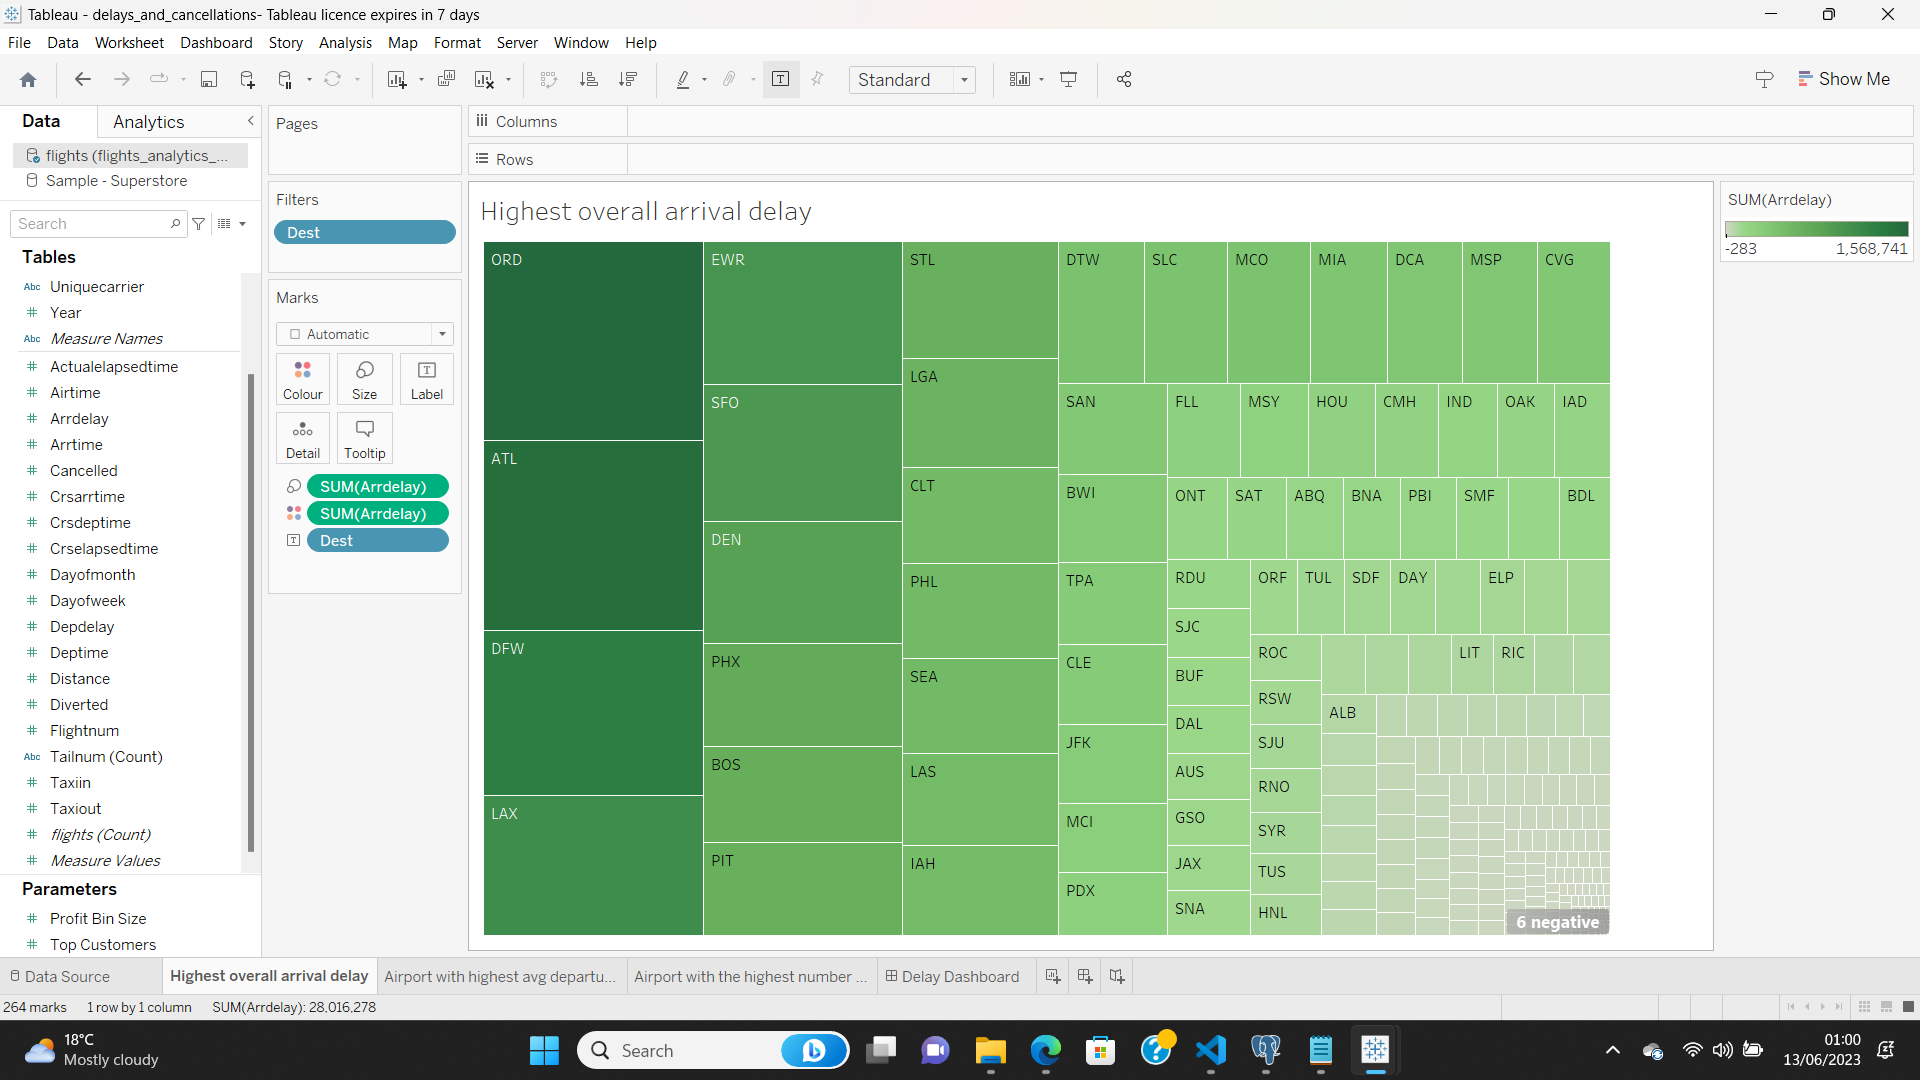 Tableau - delays_and_cancellations- Tableau licence expires in 7 days
File Data Worksheet Dashboard Story Analysis Map Format Server Window Help
Standard
Show Me
Data Analytics
flights (flights_analytics_...
Sample - Superstore
Search
Tables
Abc Uniquecarrier
Year
Abc Measure Names
Actualelapsedtime
Airtime
Arrdelay
Arrtime
Cancelled
Crsarrtime
Crsdeptime
Crselapsedtime
Dayofmonth
Dayofweek
Depdelay
Deptime
Distance
Diverted
Flightnum
Abc Tailnum (Count)
Taxiin
Taxiout
flights (Count)
Measure Values
Parameters
Profit Bin Size
Top Customers
Pages
Filters
Dest
Marks
Automatic
Colour Size Label
Detail Tooltip
SUM(Arrdelay)
SUM(Arrdelay)
Dest
Columns
Rows
Highest overall arrival delay
ORD
ATL
DFW
LAX
EWR
SFO
DEN
PHX
BOS
PIT
STL
LGA
CLT
PHL
SEA
LAS
IAH
DTW SLC MCO MIA DCA MSP CVG
SAN
BWI
TPA
CLE
JFK
MCI
PDX
FLL MSY HOU CMH IND OAK IAD
ONT SAT ABQ BNA PBI SMF BDL
RDU
SJC
BUF
DAL
AUS
GSO
JAX
SNA
ORF TUL SDF DAY ELP
ROC
RSW
SJU
RNO
SYR
TUS
HNL
LIT RIC
ALB
6 negative
SUM(Arrdelay)
-283 1,568,741
Data Source Highest overall arrival delay Airport with highest avg departu... Airport with the highest number ... Delay Dashboard
264 marks 1 row by 1 column SUM(Arrdelay): 28,016,278
18°C
Mostly cloudy
Search
01:00
13/06/2023